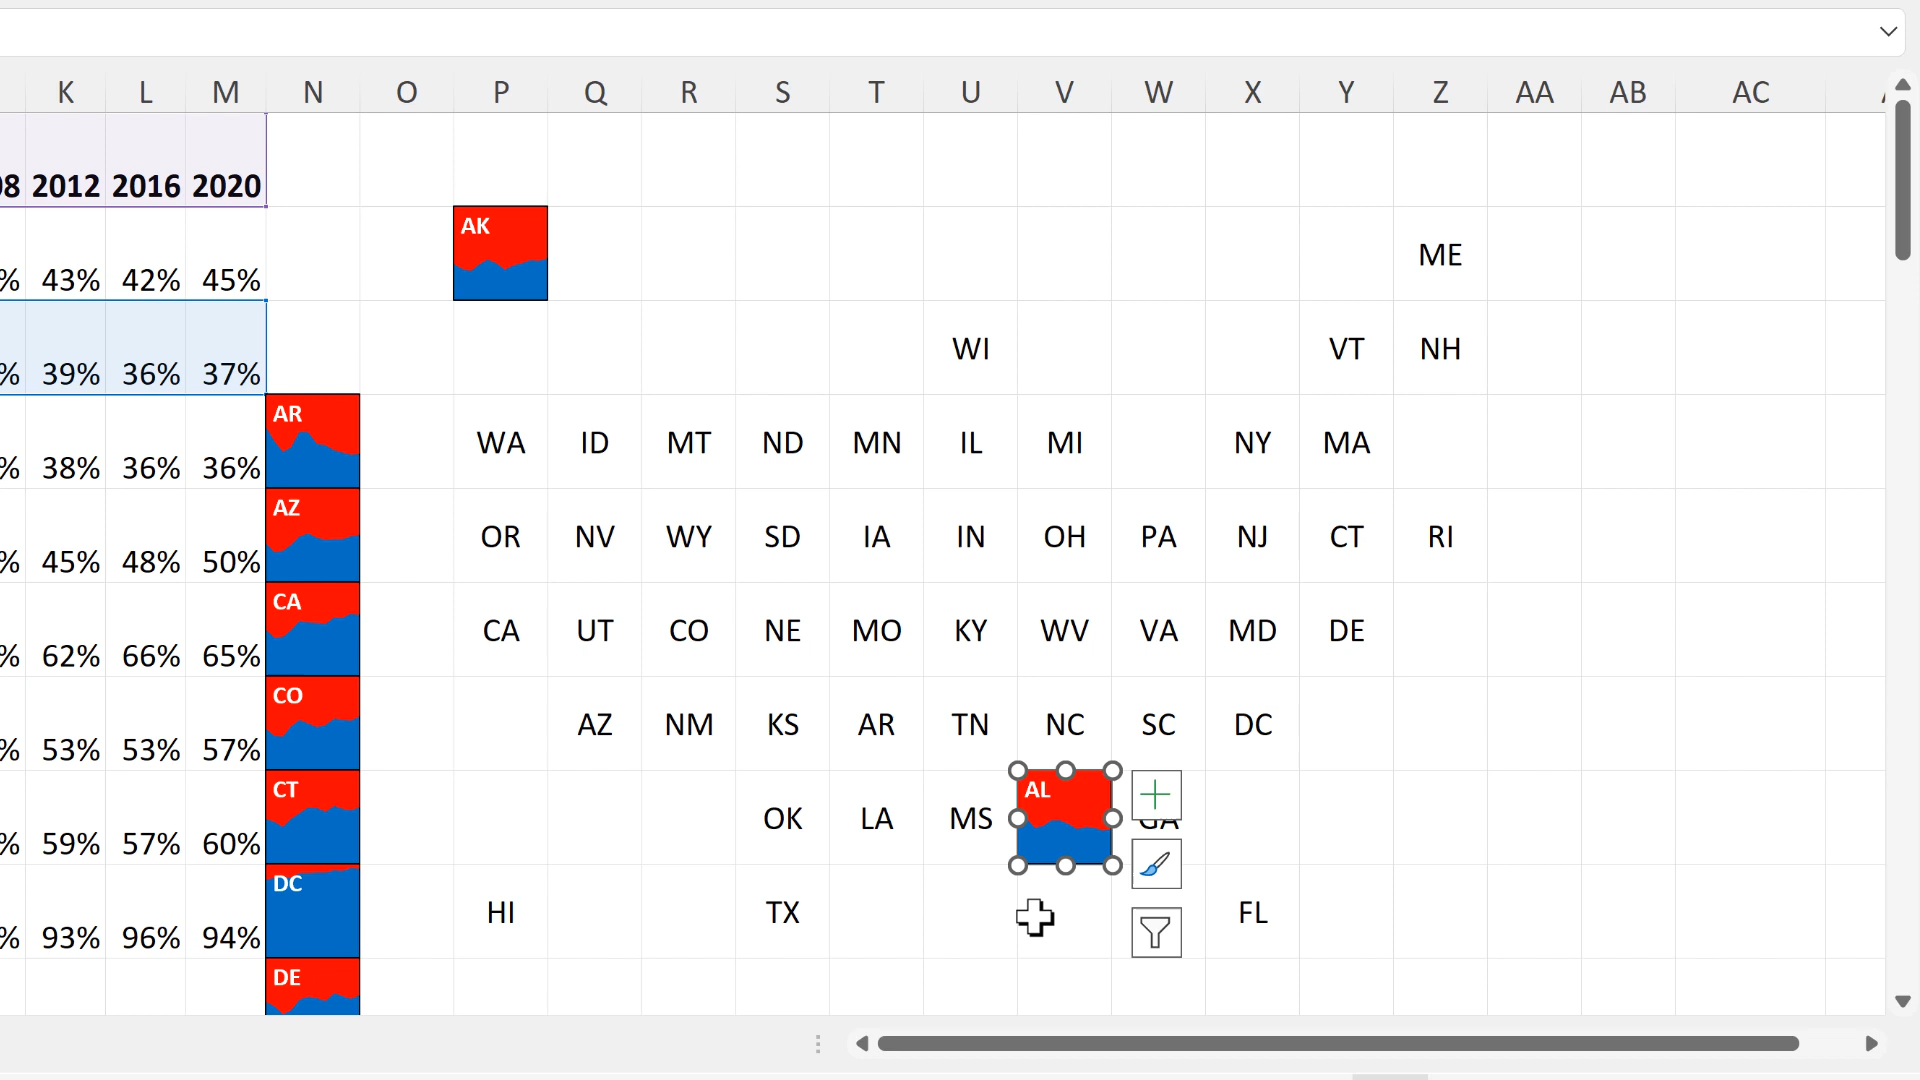 K L M N O P Q R S T U V W X Y Z AA AB AC
08 2012 2016 2020
AK
ME
% 43% 42% 45%
WI VT NH
% 39% 36% 37%
AR
WA ID MT ND MN IL MI NY MA
% 38% 36% 36%
AZ
OR NV WY SD IA IN OH PA NJ CT RI
% 45% 48% 50%
CA
CA UT CO NE MO KY WV VA MD DE
% 62% 66% 65%
CO
AZ NM KS AR TN NC SC DC
% 53% 53% 57%
CT AL
OK LA MS GA
% 59% 57% 60%
DC
HI TX FL
% 93% 96% 94%
DE